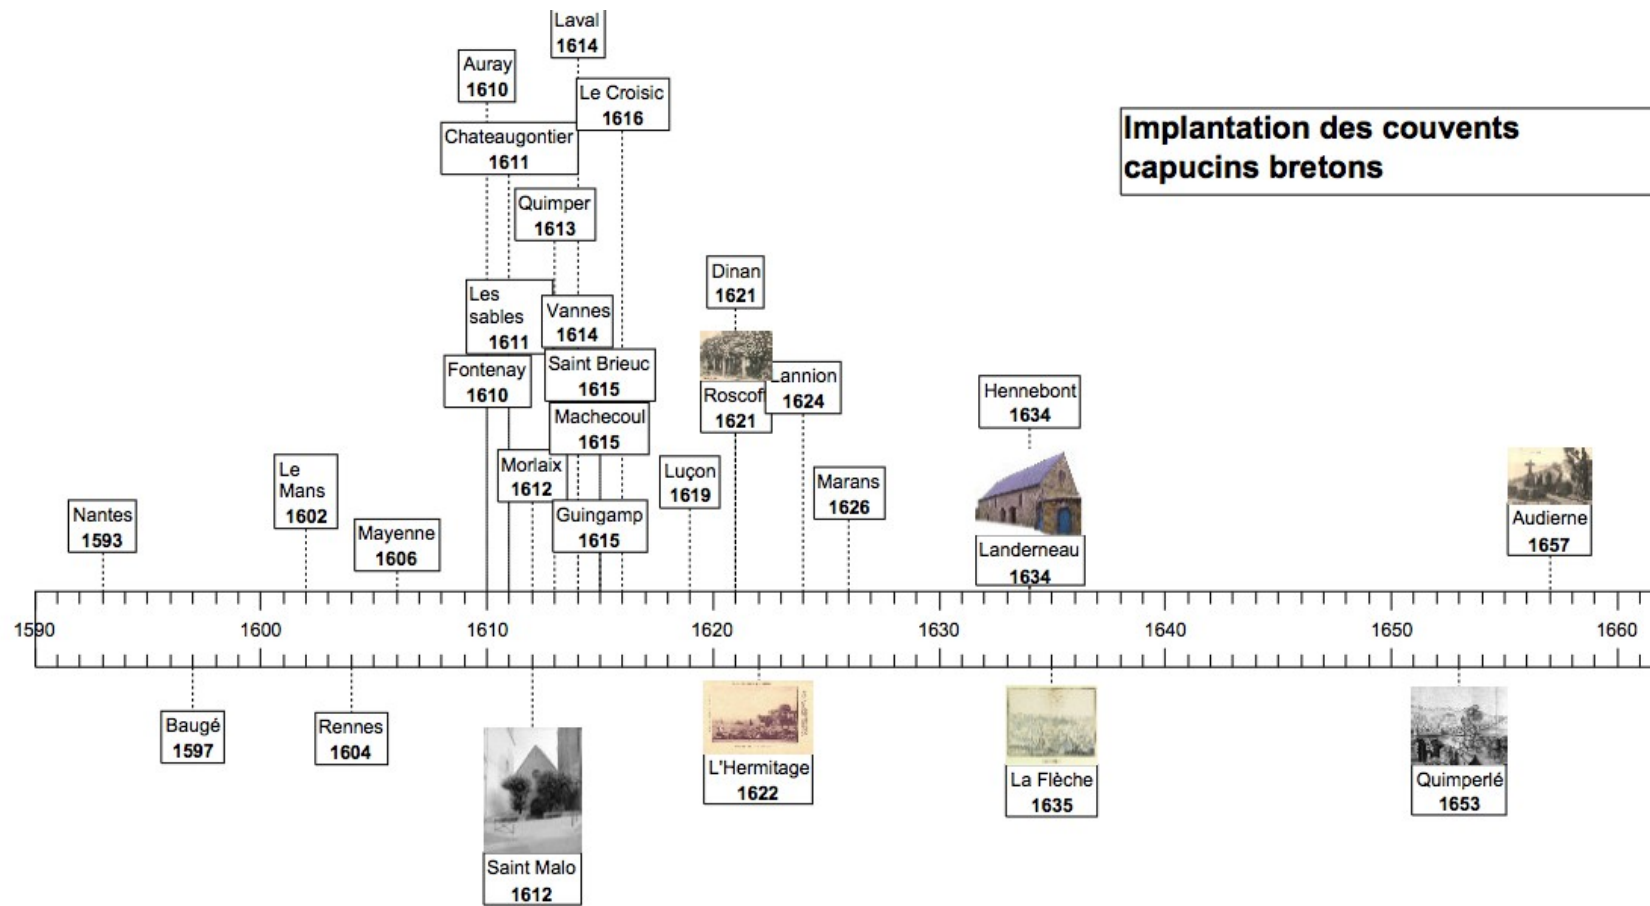 Laval
1614
Auray
1610
Le Croisic
1616
Implantation des couvents
capucins bretons
Chateaugontier
1611
Quimper
1613
Dinan
1621
Les
sables
1611
Vannes
1614
Saint Brieuc
1615
Fontenay
1610
Roscoff
1621
Lannion
1624
Hennebont
1634
Machecoul
1615
Morlaix
1612
Luçon
1619
Marans
1626
Le
Mans
1602
Nantes
1593
Mayenne
1606
Guingamp
1615
Landerneau
1634
Audierne
1657
1590 1600 1610 1620 1630 1640 1650 1660
Baugé
1597
Rennes
1604
Saint Malo
1612
L'Hermitage
1622
La Flèche
1635
Quimperlé
1653